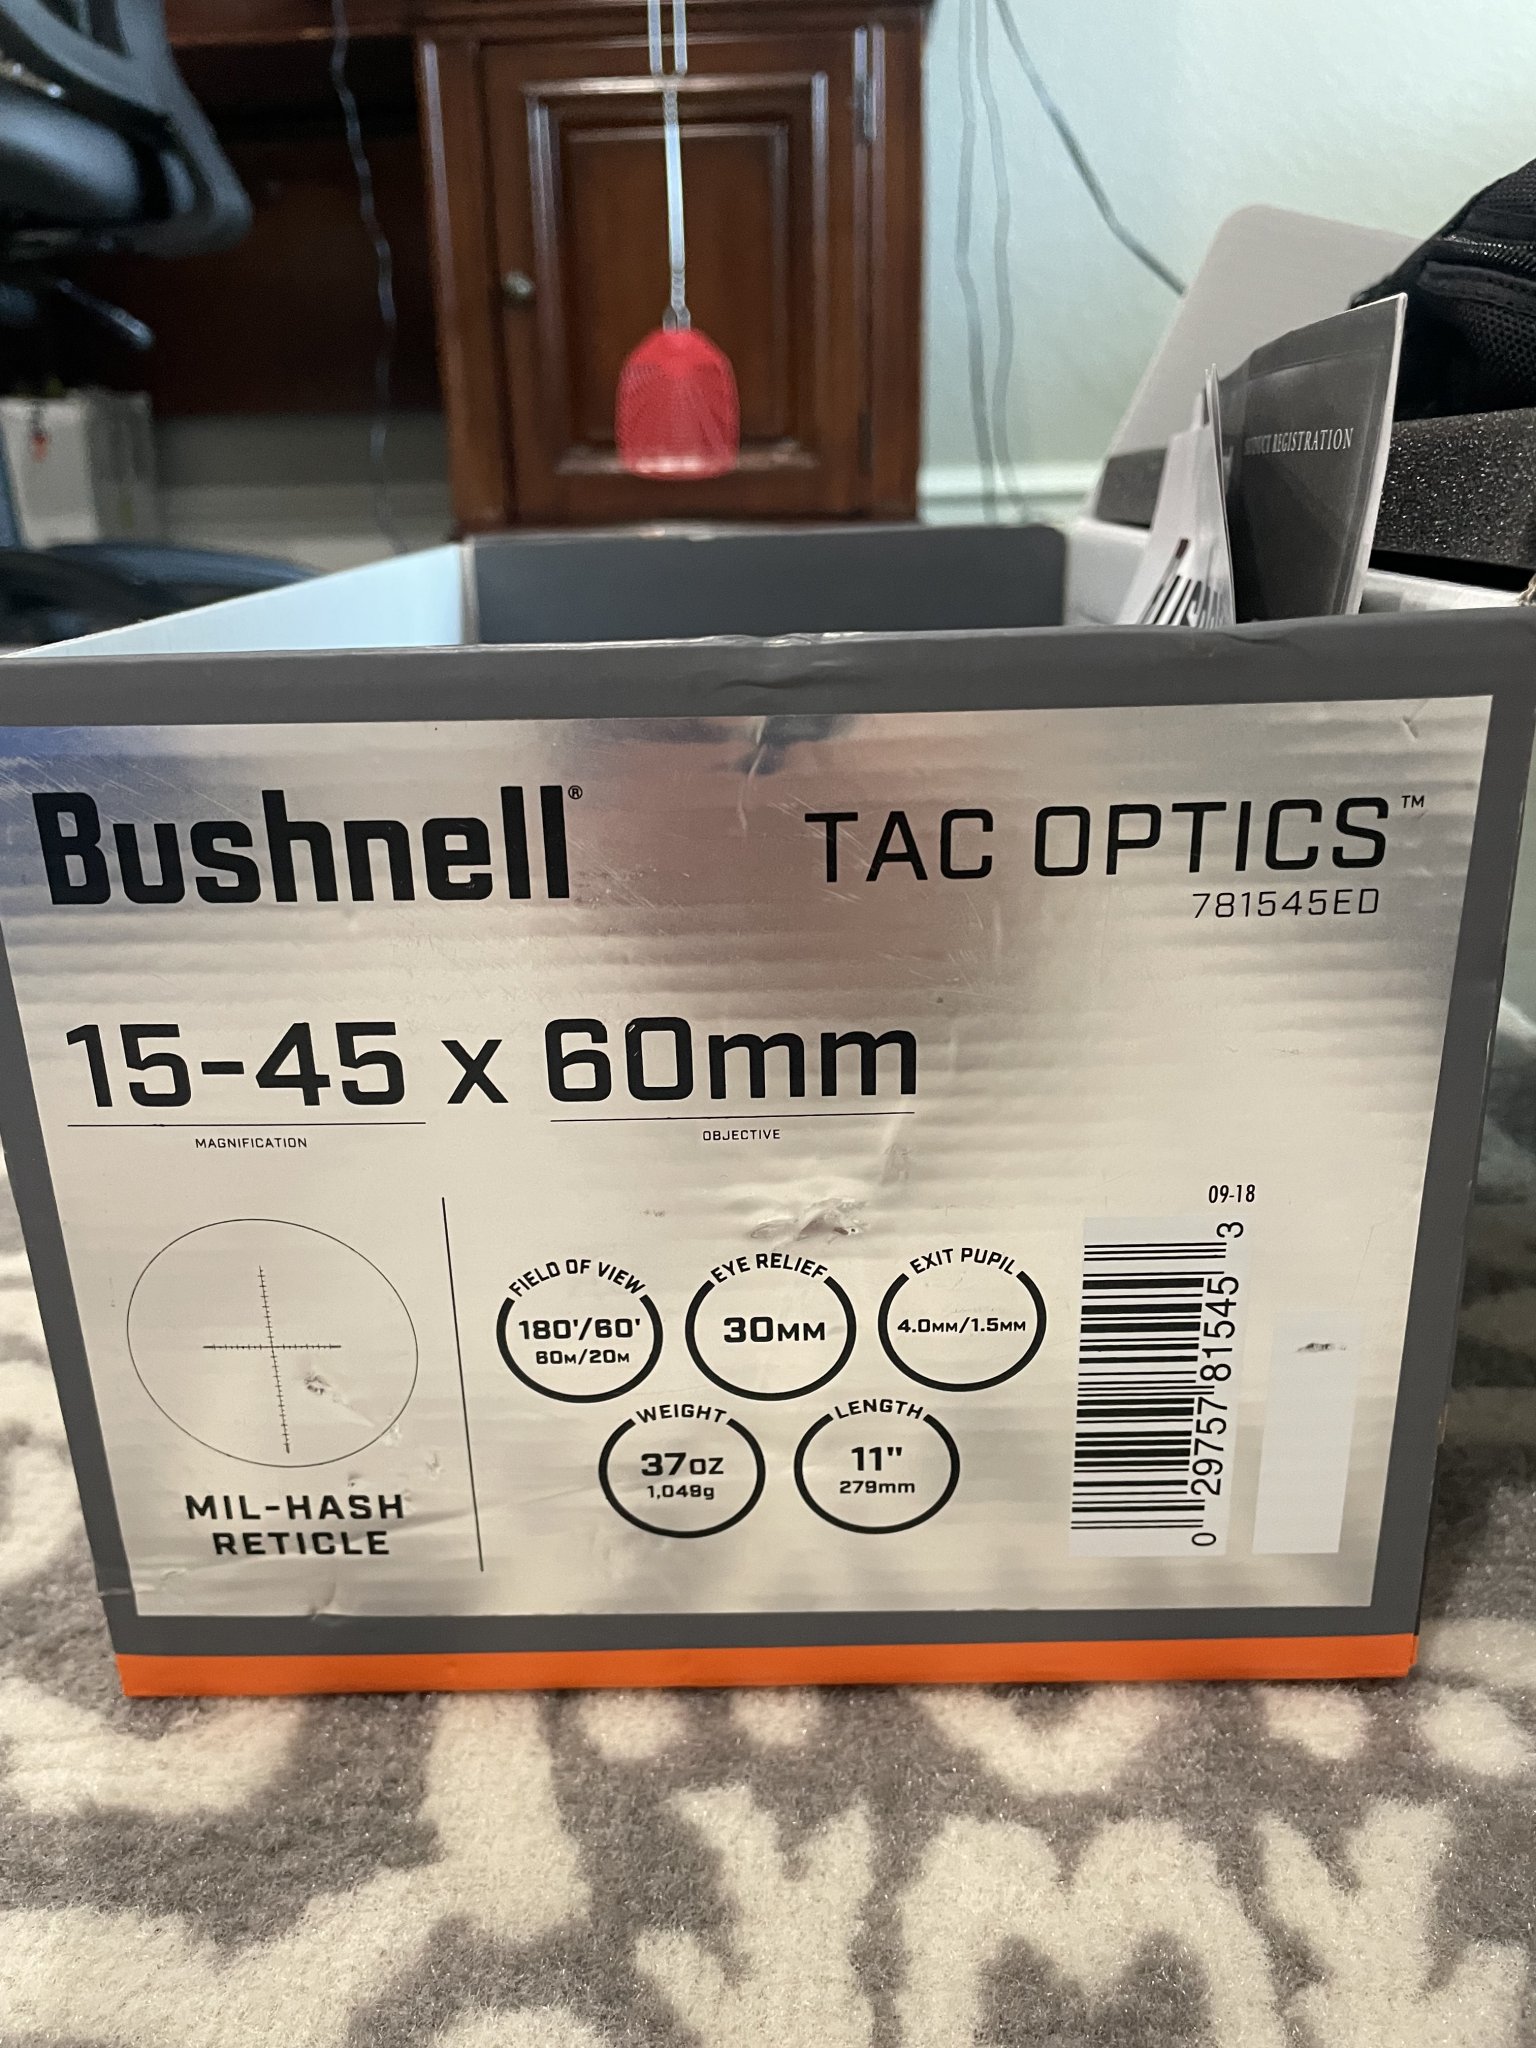 PRODUCT REGISTRATION
Bushnell®
TAC OPTICS™
781545ED
15-45 x 60mm
MAGNIFICATION
OBJECTIVE
09-18
FIELD OF VIEW
180'/60'
60M/20M
EYE RELIEF
30MM
EXIT PUPIL
4.0MM/1.5MM
WEIGHT
37OZ
1,049g
LENGTH
11"
279mm
MIL-HASH
RETICLE
0 29757 81545 3